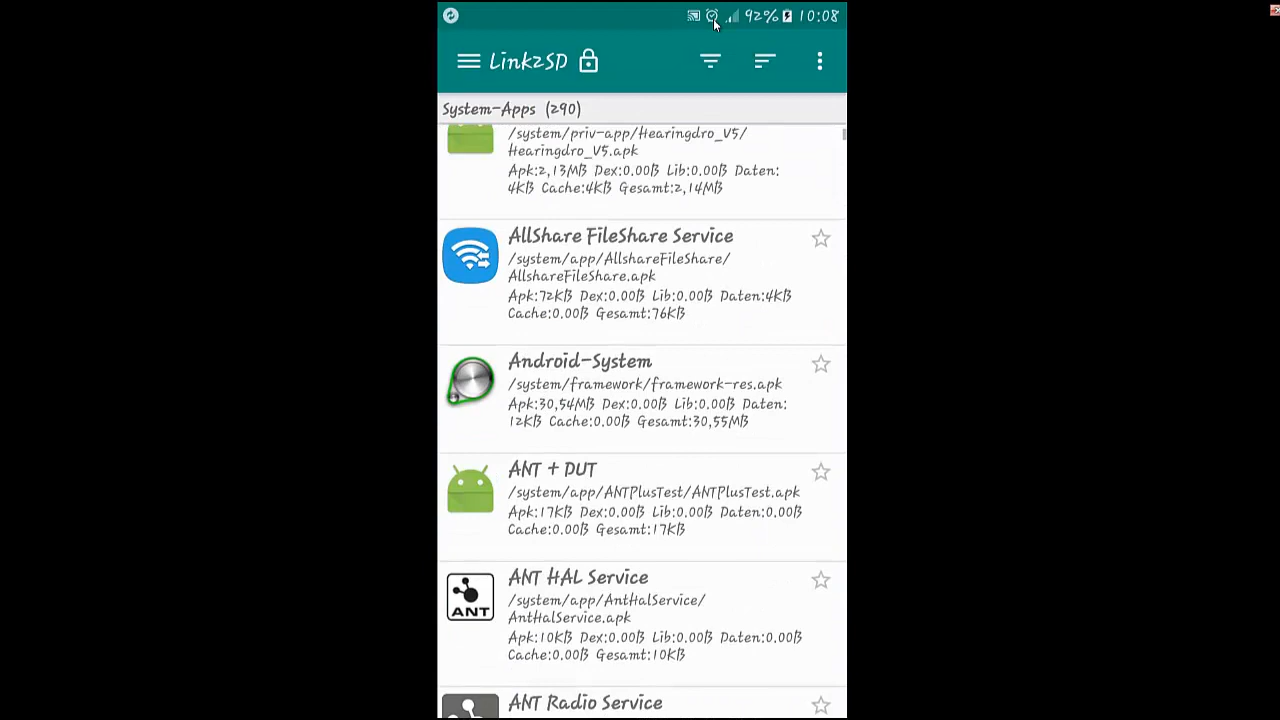 92% 10:08
Link2SD
System-Apps (290)
/system/priv-app/Hearingdro_V5/
Hearingdro_V5.apk
Apk:2,13MB Dex:0.00B Lib:0.00B Daten:
4KB Cache:4KB Gesamt:2,14MB
AllShare FileShare Service
/system/app/AllshareFileShare/
AllshareFileShare.apk
Apk:72KB Dex:0.00B Lib:0.00B Daten:4KB
Cache:0.00B Gesamt:76KB
Android-System
/system/framework/framework-res.apk
Apk:30,54MB Dex:0.00B Lib:0.00B Daten:
12KB Cache:0.00B Gesamt:30,55MB
ANT + DUT
/system/app/ANTPlusTest/ANTPlusTest.apk
Apk:17KB Dex:0.00B Lib:0.00B Daten:0.00B
Cache:0.00B Gesamt:17KB
ANT HAL Service
/system/app/AntHalService/
AntHalService.apk
ANT
Apk:10KB Dex:0.00B Lib:0.00B Daten:0.00B
Cache:0.00B Gesamt:10KB
ANT Radio Service